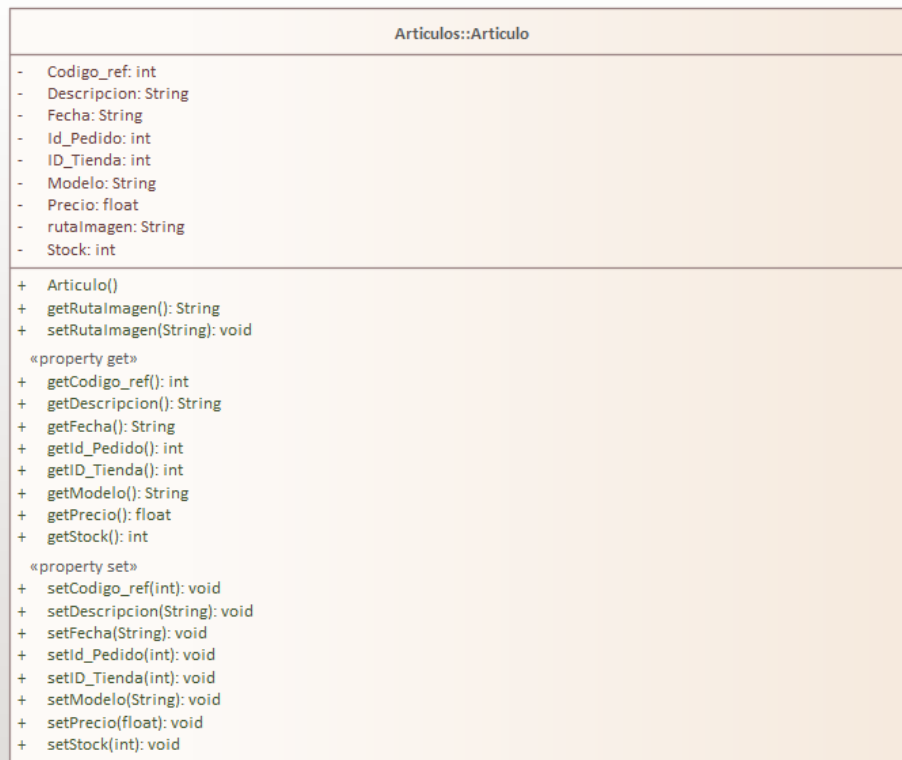 Articulos::Articulo
- Codigo_ref: int
- Descripcion: String
- Fecha: String
- Id_Pedido: int
- ID_Tienda: int
- Modelo: String
- Precio: float
- rutaImagen: String
- Stock: int
+ Articulo()
+ getRutaImagen(): String
+ setRutaImagen(String): void
«property get»
+ getCodigo_ref(): int
+ getDescripcion(): String
+ getFecha(): String
+ getId_Pedido(): int
+ getID_Tienda(): int
+ getModelo(): String
+ getPrecio(): float
+ getStock(): int
«property set»
+ setCodigo_ref(int): void
+ setDescripcion(String): void
+ setFecha(String): void
+ setId_Pedido(int): void
+ setID_Tienda(int): void
+ setModelo(String): void
+ setPrecio(float): void
+ setStock(int): void